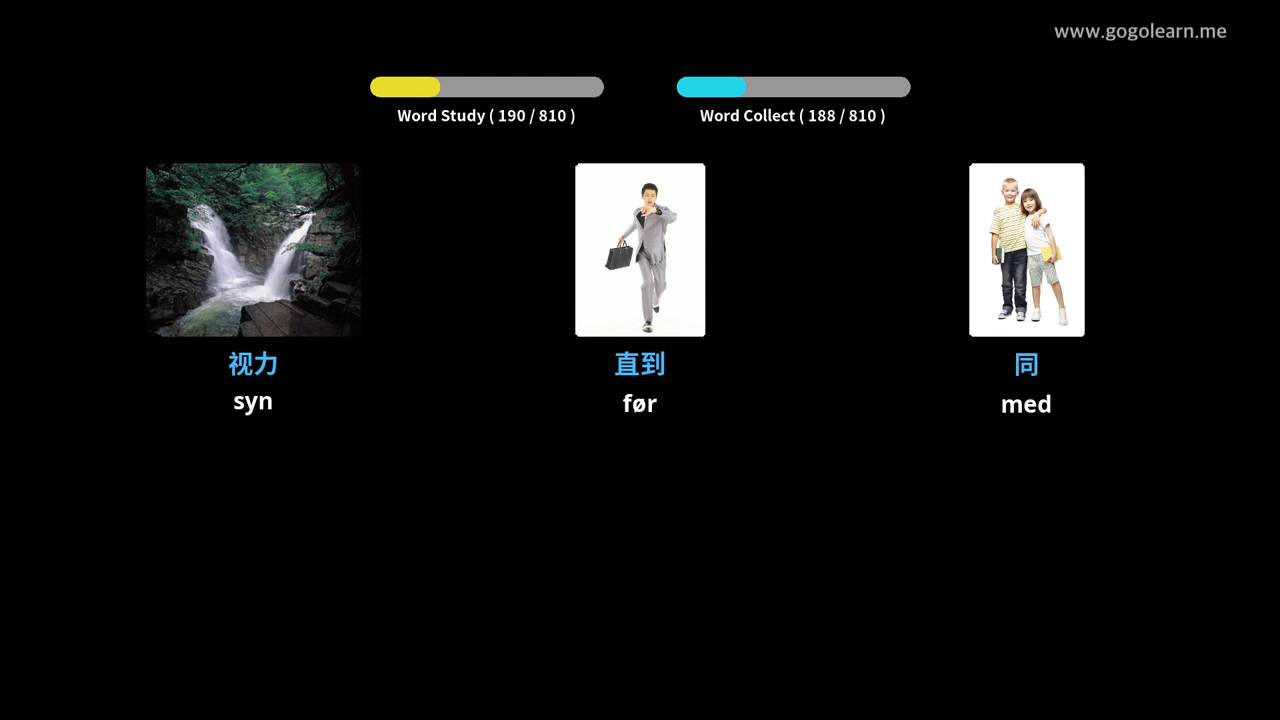 www.gogolearn.me
Word Study ( 190 / 810 )
Word Collect ( 188 / 810 )
视力
syn
直到
før
同
med